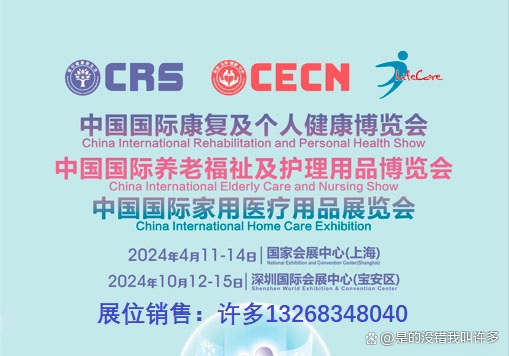 CRS CECN LifeCare
中国国际康复及个人健康博览会
China International Rehabilitation and Personal Health Show
中国国际养老福祉及护理用品博览会
China International Elderly Care and Nursing Show
中国国际家用医疗用品展览会
China International Home Care Exhibition
2024年4月11-14日 | 国家会展中心(上海)
National Exhibition and Convention Center(Shanghai)
2024年10月12-15日 | 深圳国际会展中心(宝安区)
Shenzhen World Exhibition & Convention Center
展位销售：许多13268348040
@是的没错我叫许多